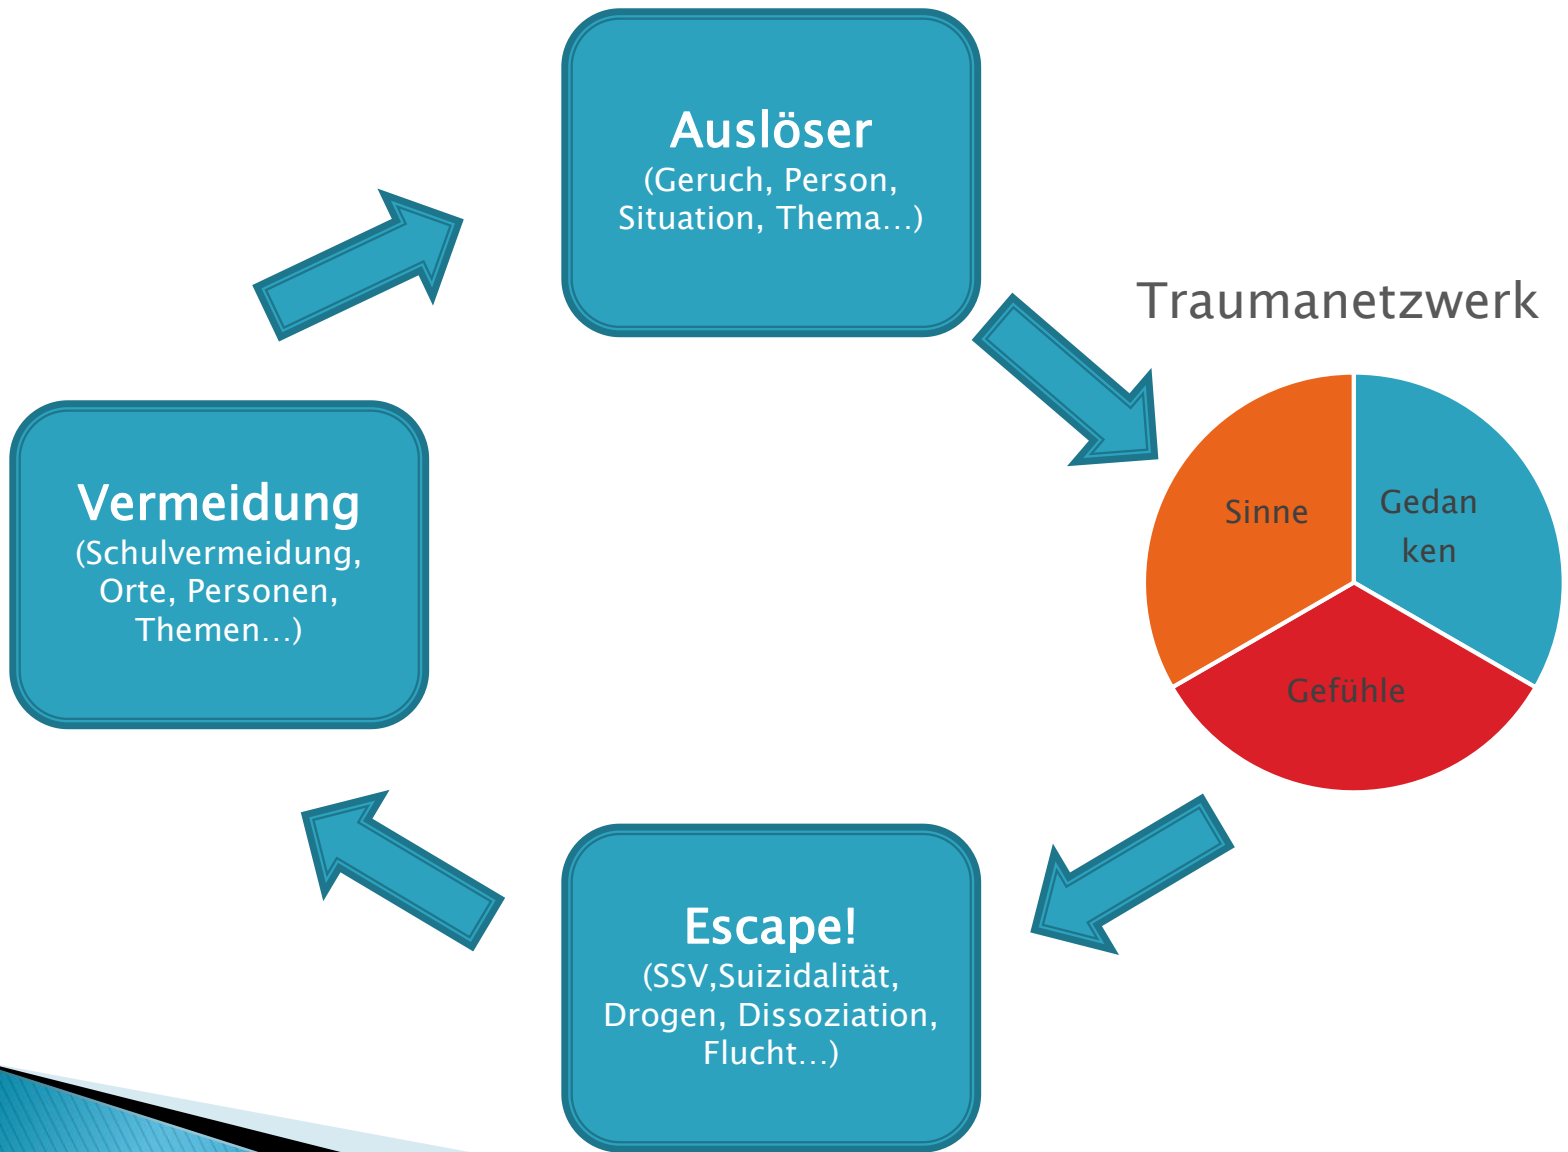 Auslöser
(Geruch, Person,
Situation, Thema…)
Traumanetzwerk
Sinne
Gedan
ken
Gefühle
Escape!
(SSV,Suizidalität,
Drogen, Dissoziation,
Flucht…)
Vermeidung
(Schulvermeidung,
Orte, Personen,
Themen…)